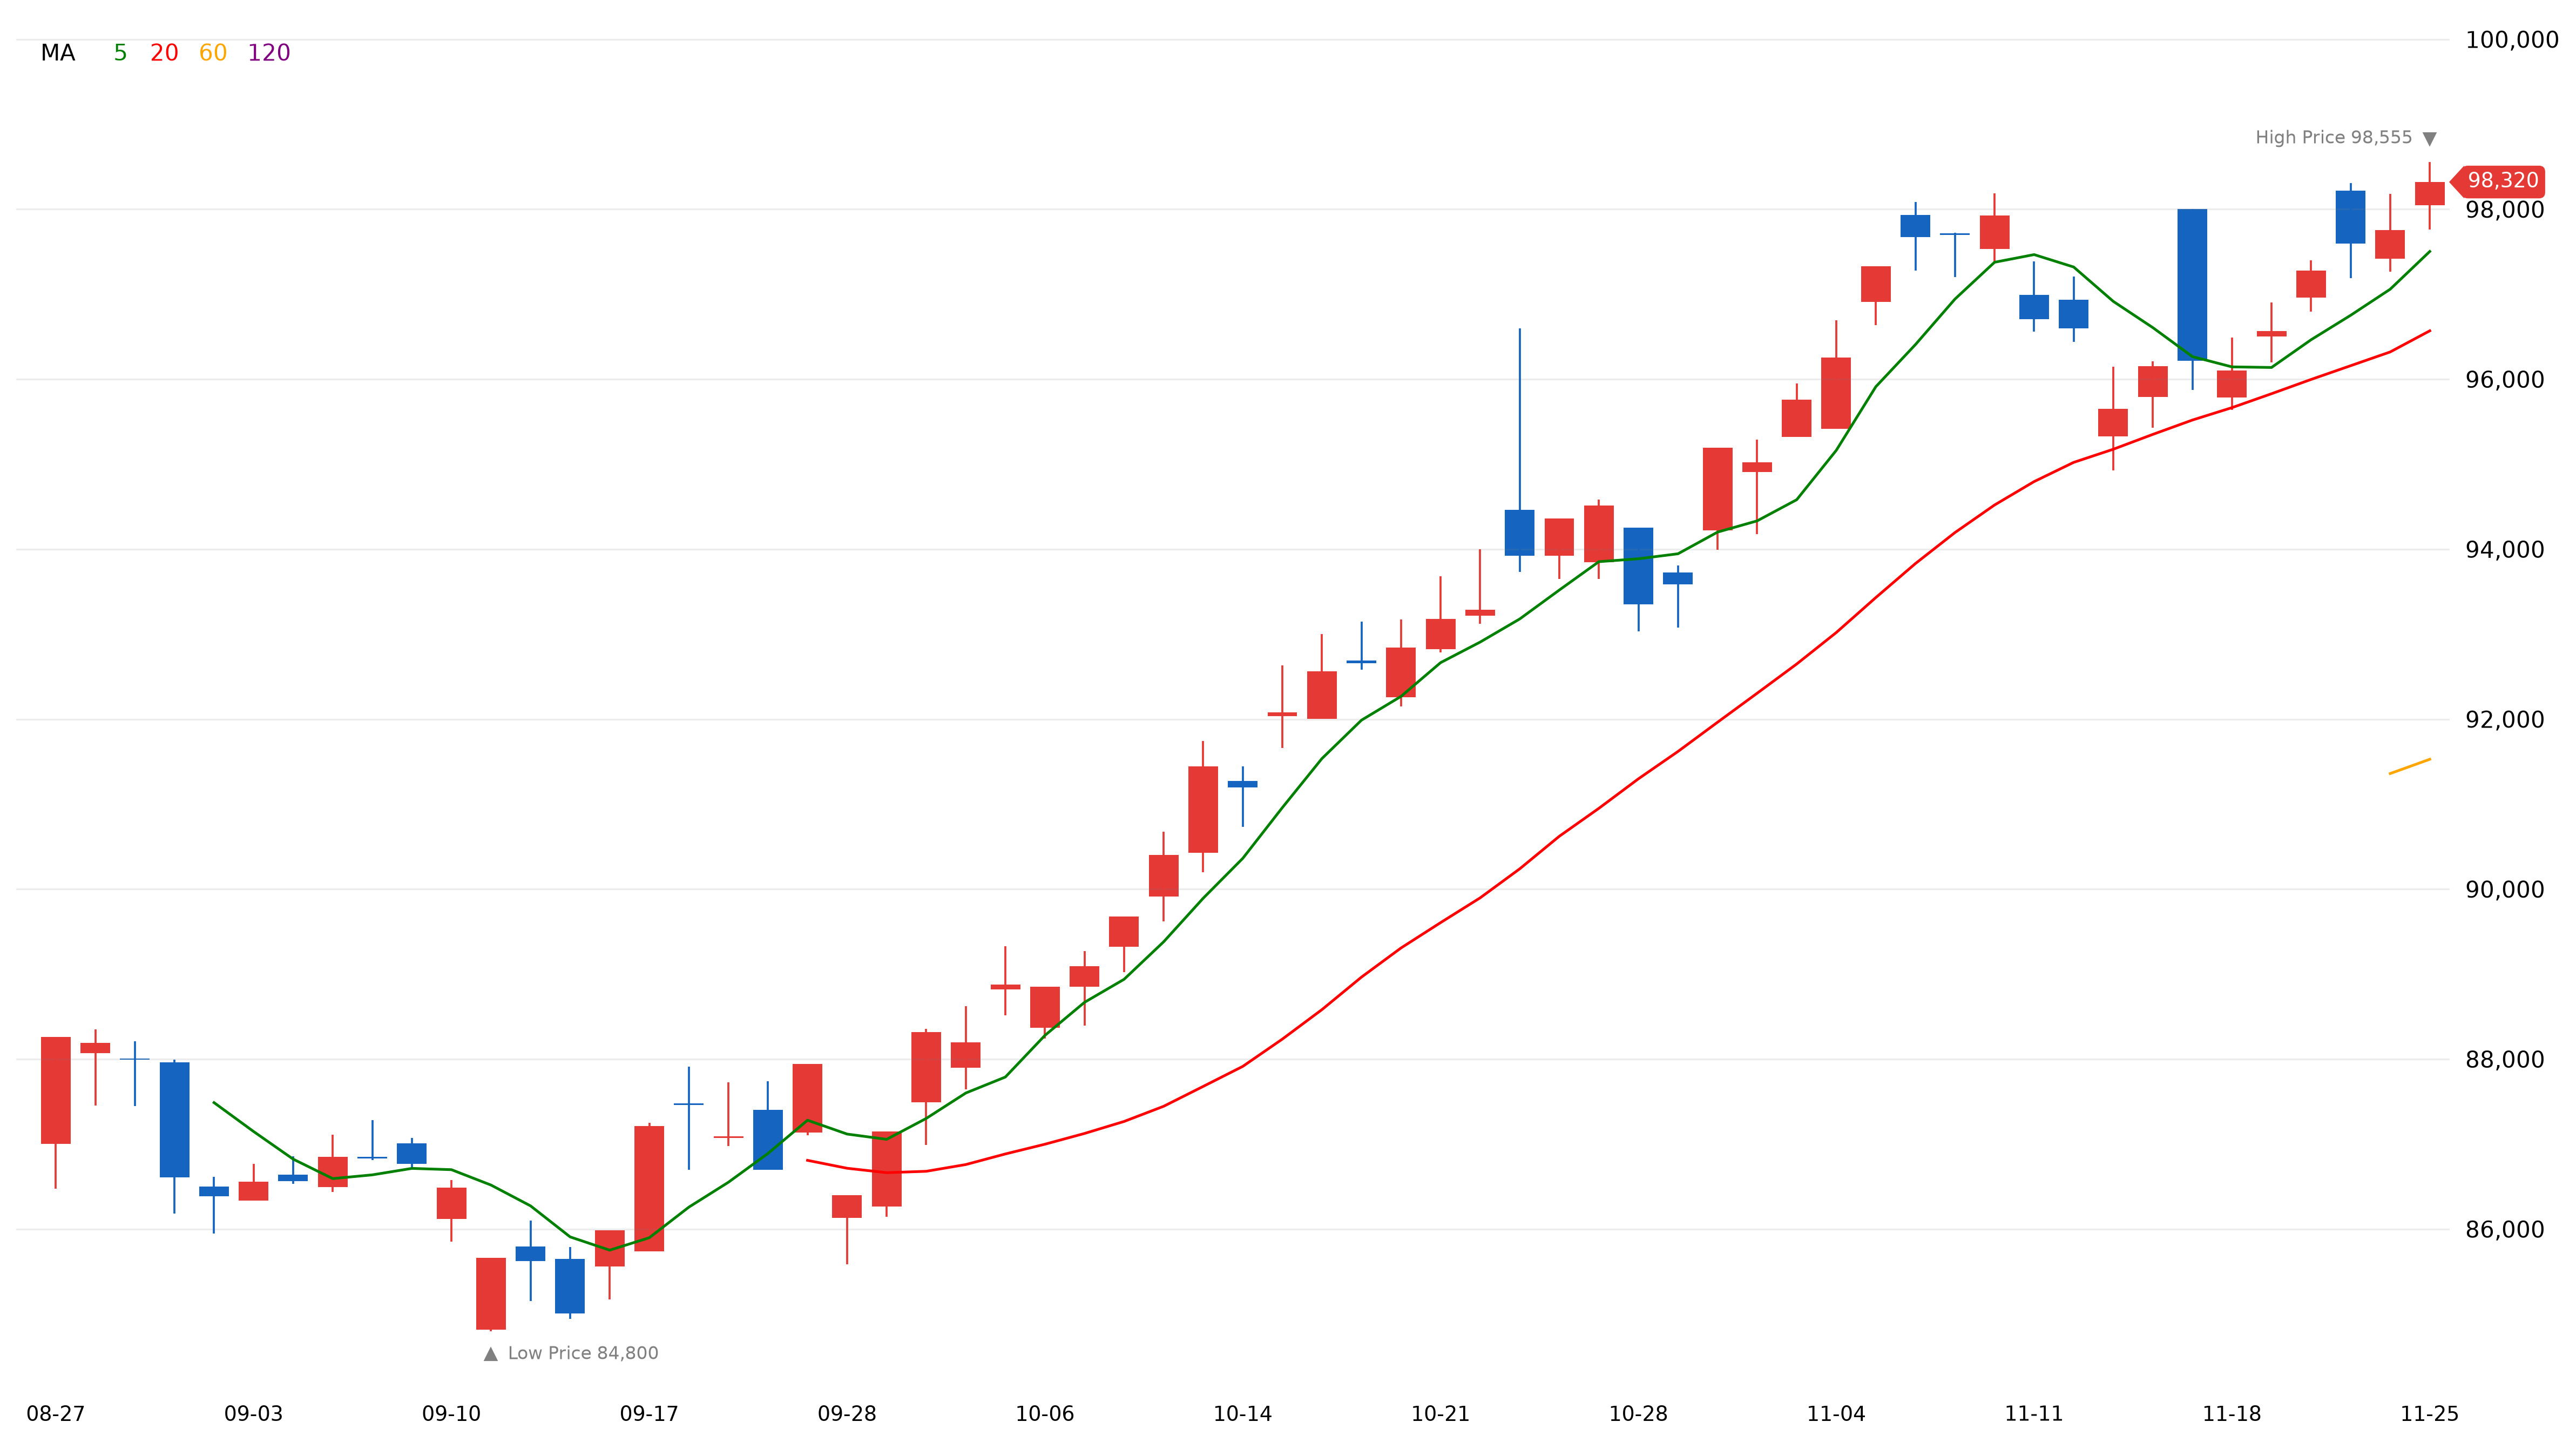 MA 5 20 60 120
100,000
High Price 98,555 ▼
98,320
98,000
96,000
94,000
92,000
90,000
88,000
86,000
▲ Low Price 84,800
08-27 09-03 09-10 09-17 09-28 10-06 10-14 10-21 10-28 11-04 11-11 11-18 11-25